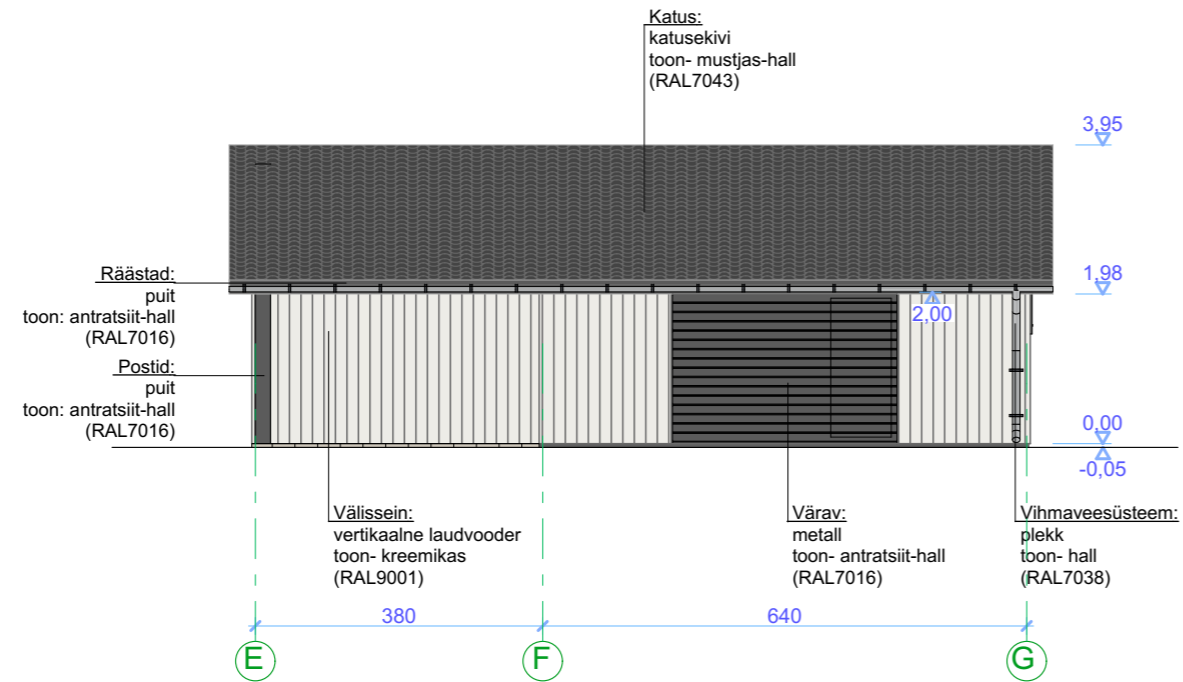 Katus:
katusekivi
toon- mustjas-hall
(RAL7043)
3,95
Räästad:
puit
toon: antratsiit-hall
(RAL7016)
1,98
2,00
Postid:
puit
toon: antratsiit-hall
(RAL7016)
0,00
-0,05
Välissein:
vertikaalne laudvooder
toon- kreemikas
(RAL9001)
Värav:
metall
toon- antratsiit-hall
(RAL7016)
Vihmaveesüsteem:
plekk
toon- hall
(RAL7038)
380
640
E
F
G